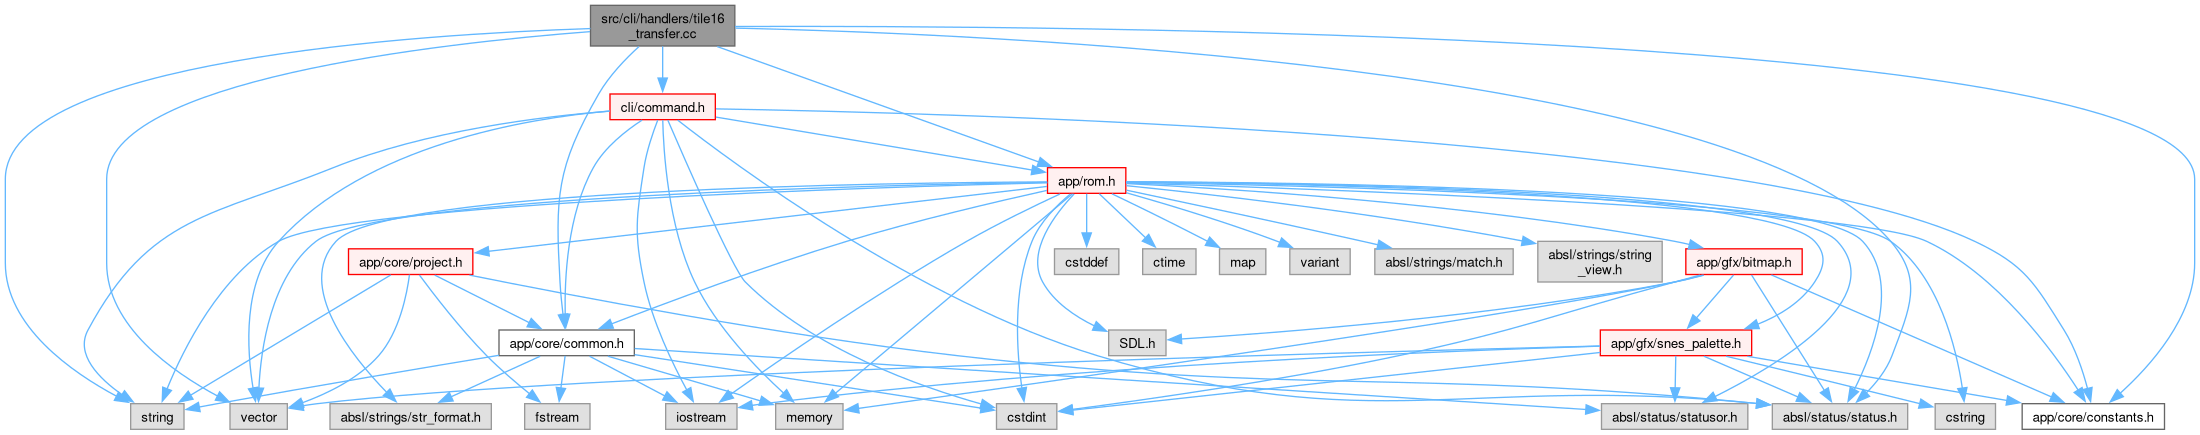 src/cli/handlers/tile16
_transfer.cc
cli/command.h
app/rom.h
app/core/project.h
cstddef
ctime
map
variant
absl/strings/match.h
absl/strings/string
_view.h
app/gfx/bitmap.h
app/core/common.h
SDL.h
app/gfx/snes_palette.h
string
vector
absl/strings/str_format.h
fstream
iostream
memory
cstdint
absl/status/statusor.h
absl/status/status.h
cstring
app/core/constants.h